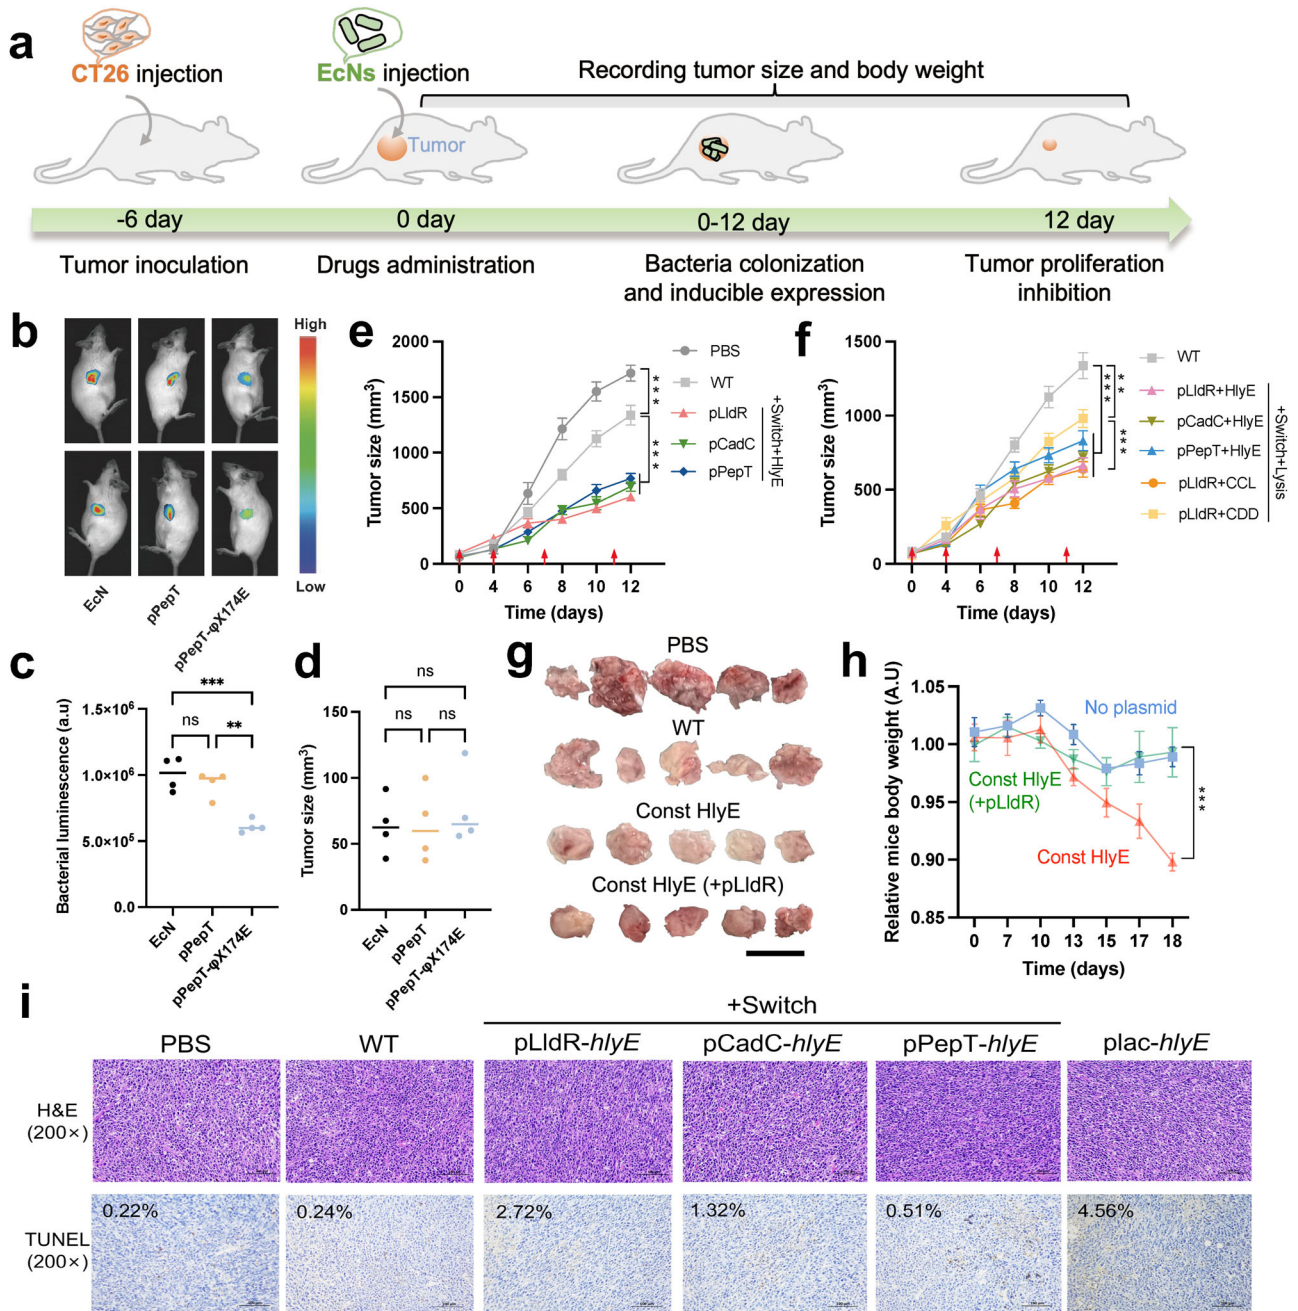 a
CT26 injection
EcNs injection
Recording tumor size and body weight
Tumor
-6 day
0 day
0-12 day
12 day
Tumor inoculation
Drugs administration
Bacteria colonization
and inducible expression
Tumor proliferation
inhibition
b
High
Low
EcN
pPepT
pPepT-φX174E
e
Tumor size (mm³)
2000
1500
1000
500
0
0
4
6
8
10
12
Time (days)
PBS
WT
pLldR
pCadC
pPepT
+Switch+HlyE
***
***
f
Tumor size (mm³)
1500
1000
500
0
0
4
6
8
10
12
Time (days)
WT
pLldR+HlyE
pCadC+HlyE
pPepT+HlyE
pLldR+CCL
pLldR+CDD
+Switch+Lysis
***
**
***
c
Bacterial luminescence (a.u)
1.5×10⁶
1.0×10⁶
5.0×10⁵
0.0
***
ns
**
EcN
pPepT
pPepT-φX174E
d
Tumor size (mm³)
150
100
50
0
ns
ns
ns
EcN
pPepT
pPepT-φX174E
g
PBS
WT
Const HlyE
Const HlyE (+pLldR)
h
Relative mice body weight (A.U)
1.05
1.00
0.95
0.90
0.85
No plasmid
Const HlyE
(+pLldR)
Const HlyE
***
0
7
10
13
15
17
18
Time (days)
i
+Switch
PBS
WT
pLldR-hlyE
pCadC-hlyE
pPepT-hlyE
plac-hlyE
H&E
(200×)
TUNEL
(200×)
0.22%
0.24%
2.72%
1.32%
0.51%
4.56%